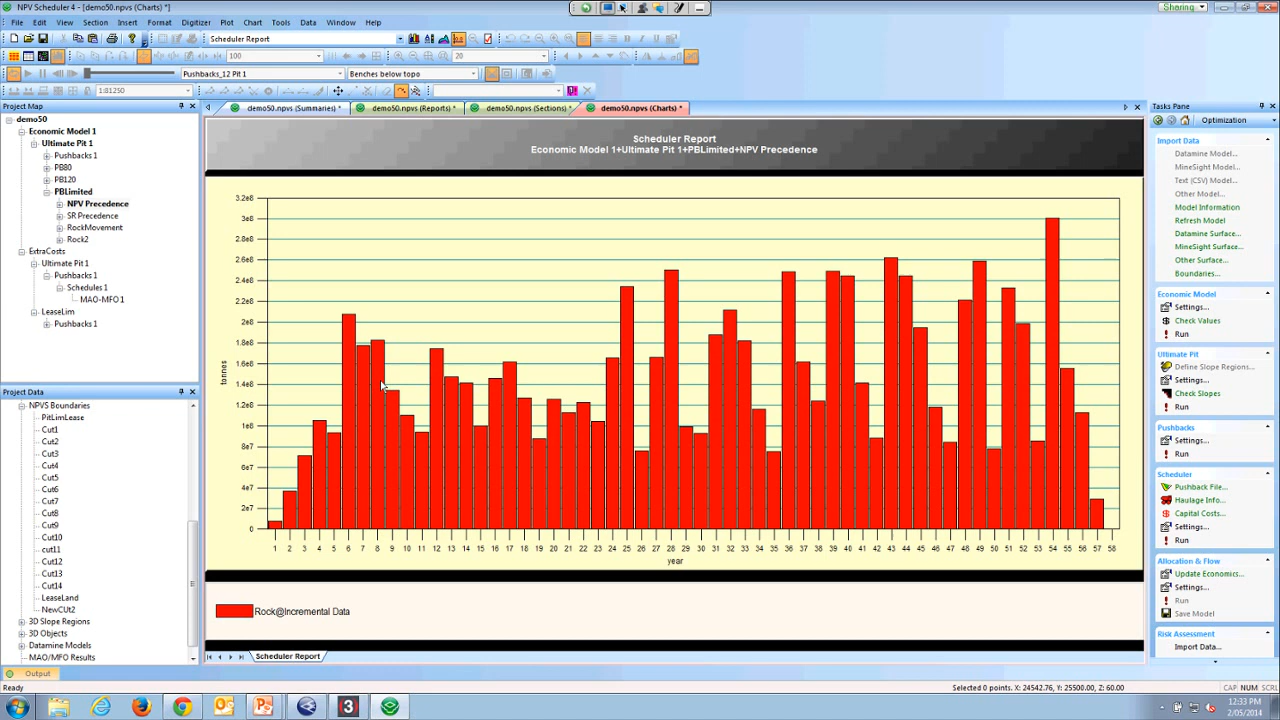 NPV Scheduler 4 - [demo50.npvs (Charts) *]
Sharing
File Edit View Section Insert Format Digitizer Plot Chart Tools Data Window Help
Scheduler Report
100
20
Pushbacks_12 Pit 1
Benches below topo
1:81250
Project Map
demo50
Economic Model 1
Ultimate Pit 1
Pushbacks 1
PB80
PB120
PBLimited
NPV Precedence
SR Precedence
RockMovement
Rock2
ExtraCosts
Ultimate Pit 1
Pushbacks 1
Schedules 1
MAO-MFO 1
LeaseLim
Pushbacks 1
Project Data
NPVS Boundaries
PitLimLease
Cut1
Cut2
Cut3
Cut4
Cut5
Cut6
Cut7
Cut8
Cut9
Cut10
cut11
Cut12
Cut13
Cut14
LeaseLand
NewCUt2
3D Slope Regions
3D Objects
Datamine Models
MAO/MFO Results
Output
demo50.npvs (Summaries) *
demo50.npvs (Reports) *
demo50.npvs (Sections) *
demo50.npvs (Charts) *
Scheduler Report
Economic Model 1+Ultimate Pit 1+PBLimited+NPV Precedence
3.2e8
3e8
2.8e8
2.6e8
2.4e8
2.2e8
2e8
1.8e8
1.6e8
1.4e8
1.2e8
1e8
8e7
6e7
4e7
2e7
0
tonnes
1 2 3 4 5 6 7 8 9 10 11 12 13 14 15 16 17 18 19 20 21 22 23 24 25 26 27 28 29 30 31 32 33 34 35 36 37 38 39 40 41 42 43 44 45 46 47 48 49 50 51 52 53 54 55 56 57 58
year
Rock@Incremental Data
Scheduler Report
Tasks Pane
Optimization
Import Data
Datamine Model...
MineSight Model...
Text (CSV) Model...
Other Model...
Model Information
Refresh Model
Datamine Surface...
MineSight Surface...
Other Surface...
Boundaries...
Economic Model
Settings...
Check Values
Run
Ultimate Pit
Define Slope Regions...
Settings...
Check Slopes
Run
Pushbacks
Settings...
Run
Scheduler
Pushback File...
Haulage Info...
Capital Costs...
Settings...
Run
Allocation & Flow
Update Economics...
Settings...
Run
Save Model
Risk Assessment
Import Data...
Ready
Selected 0 points. X: 24542.76, Y: 25500.00, Z: 60.00
CAP NUM SCRL
12:33 PM
2/05/2014